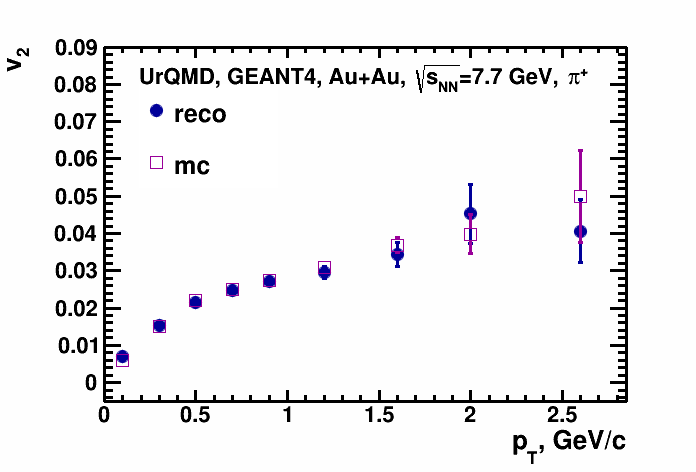 v2
0.09
0.08
0.07
0.06
0.05
0.04
0.03
0.02
0.01
0
UrQMD, GEANT4, Au+Au, √sNN=7.7 GeV, π+
reco
mc
0 0.5 1 1.5 2 2.5
pT, GeV/c